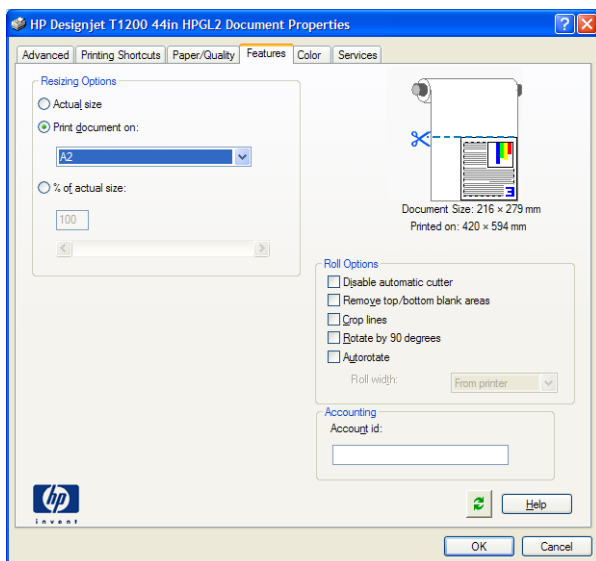 HP Designjet T1200 44in HPGL2 Document Properties
Advanced Printing Shortcuts Paper/Quality Features Color Services
Resizing Options
Actual size
Print document on:
A2
% of actual size:
100
Document Size: 216 × 279 mm
Printed on: 420 × 594 mm
Roll Options
Disable automatic cutter
Remove top/bottom blank areas
Crop lines
Rotate by 90 degrees
Autorotate
Roll width: From printer
Accounting
Account id:
hp
invent
Help
OK Cancel